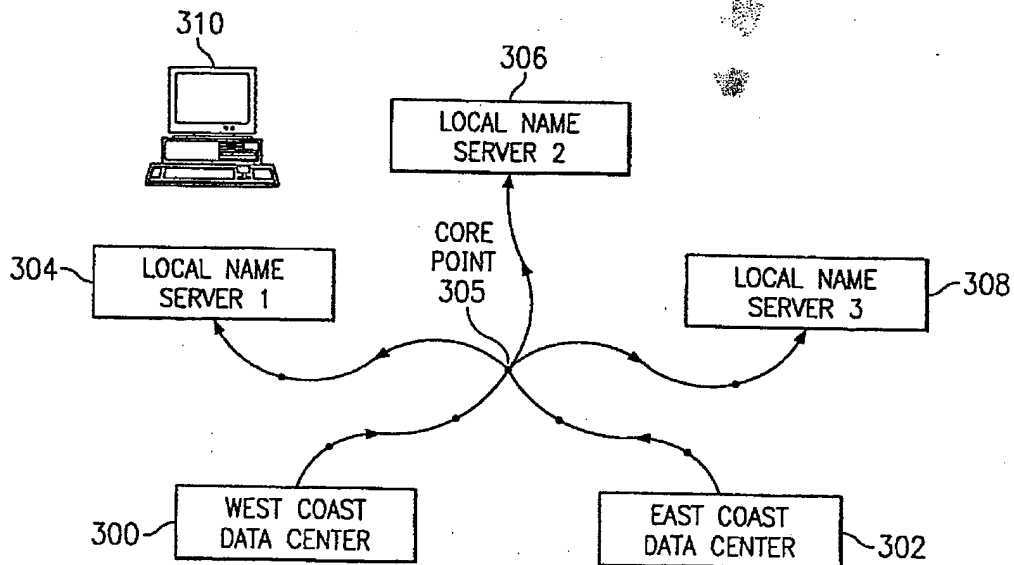 310
306
LOCAL NAME
SERVER 2
CORE
POINT
305
304
LOCAL NAME
SERVER 1
LOCAL NAME
SERVER 3
308
300
WEST COAST
DATA CENTER
EAST COAST
DATA CENTER
302